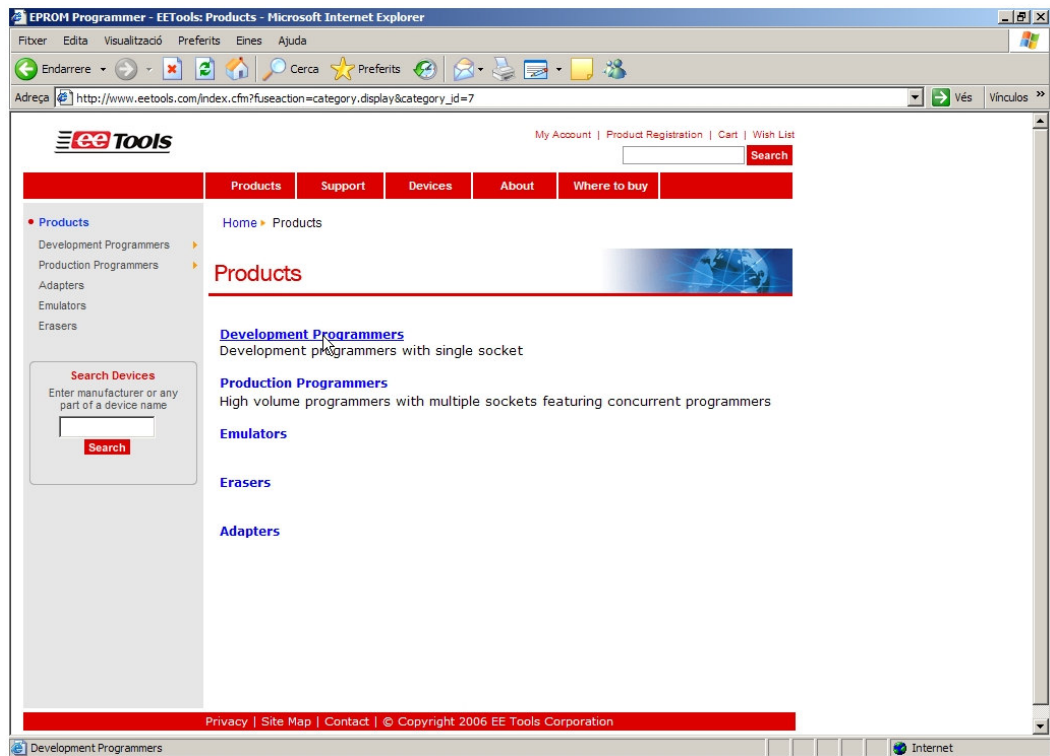 EPROM Programmer - EETools: Products - Microsoft Internet Explorer
Fitxer Edita Visualització Preferits Eines Ajuda
Endarrere Cerca Preferits
Adreça http://www.eetools.com/index.cfm?fuseaction=category.display&category_id=7 Vés Vínculos »
ee Tools
My Account | Product Registration | Cart | Wish List
Search
Products Support Devices About Where to buy
Products
Development Programmers
Production Programmers
Adapters
Emulators
Erasers
Search Devices
Enter manufacturer or any
part of a device name
Search
Home Products
Products
Development Programmers
Development programmers with single socket
Production Programmers
High volume programmers with multiple sockets featuring concurrent programmers
Emulators
Erasers
Adapters
Privacy | Site Map | Contact | © Copyright 2006 EE Tools Corporation
Development Programmers Internet